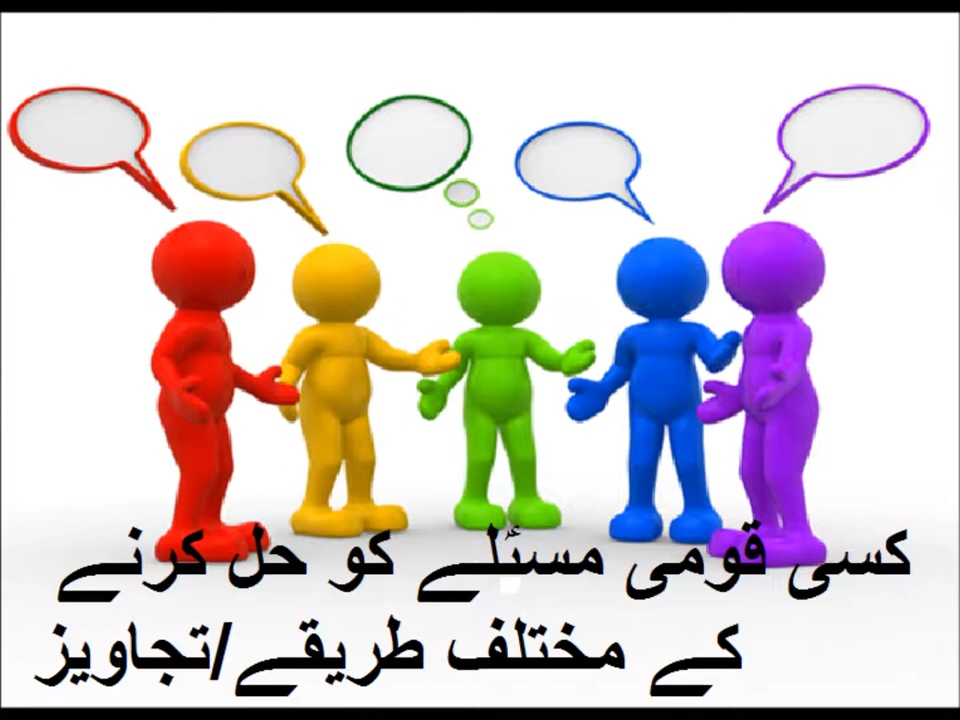 کسی قومی مسئلے کو حل کرنے
کے مختلف طریقے/تجاویز